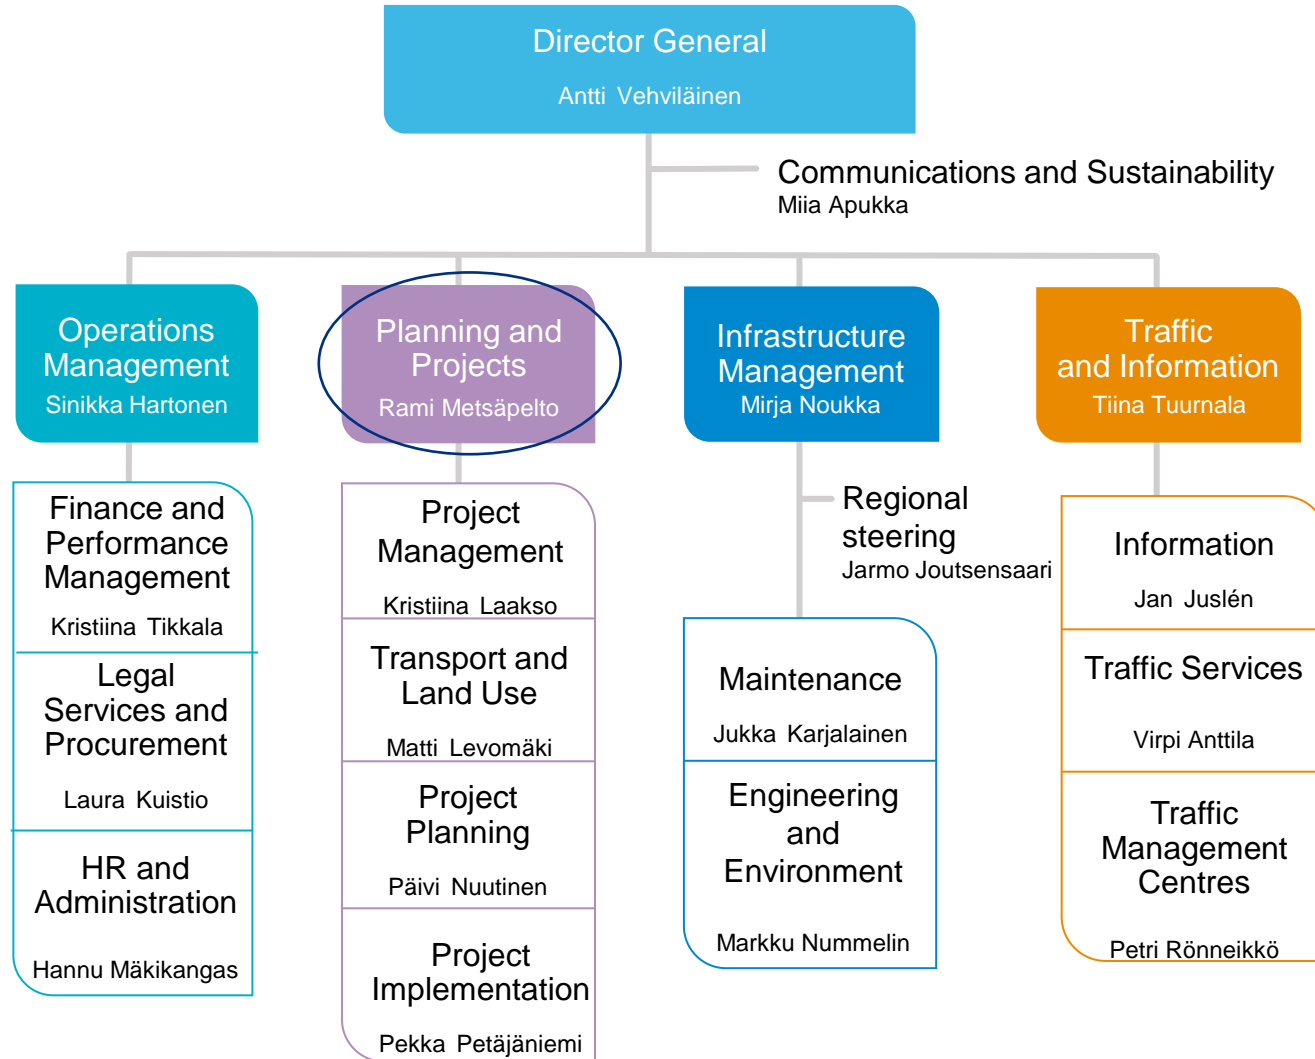 Director General
Antti Vehviläinen
Communications and Sustainability
Miia Apukka
Operations
Management
Sinikka Hartonen
Planning and
Projects
Rami Metsäpelto
Infrastructure
Management
Mirja Noukka
Traffic
and Information
Tiina Tuurnala
Finance and
Performance
Management
Kristiina Tikkala
Legal
Services and
Procurement
Laura Kuistio
HR and
Administration
Hannu Mäkikangas
Project
Management
Kristiina Laakso
Transport and
Land Use
Matti Levomäki
Project
Planning
Päivi Nuutinen
Project
Implementation
Pekka Petäjäniemi
Regional
steering
Jarmo Joutsensaari
Maintenance
Jukka Karjalainen
Engineering
and
Environment
Markku Nummelin
Information
Jan Juslén
Traffic Services
Virpi Anttila
Traffic
Management
Centres
Petri Rönneikkö